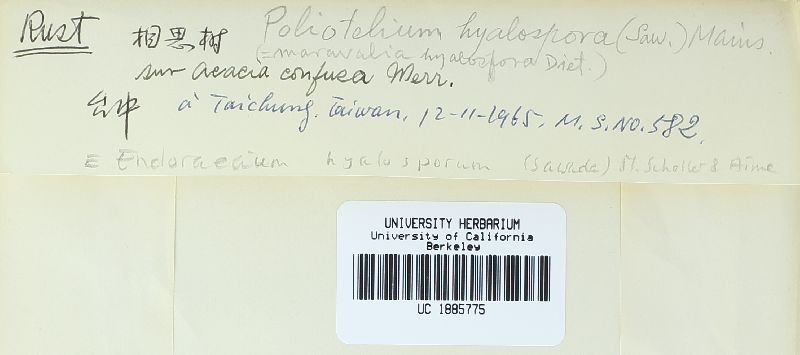 Rust 相思树 Poliotelium hyalospora (Saw.) Mains.
(= maravalia hyalospora Diet.)
sur Acacia confusa Merr.
台中 à Taichung. Taiwan, 12-11-1965, M.S.No.582.
≡ Endoraecium hyalosporum (Sawada) M. Scholler & Aime
UNIVERSITY HERBARIUM
University of California
Berkeley
UC 1885775